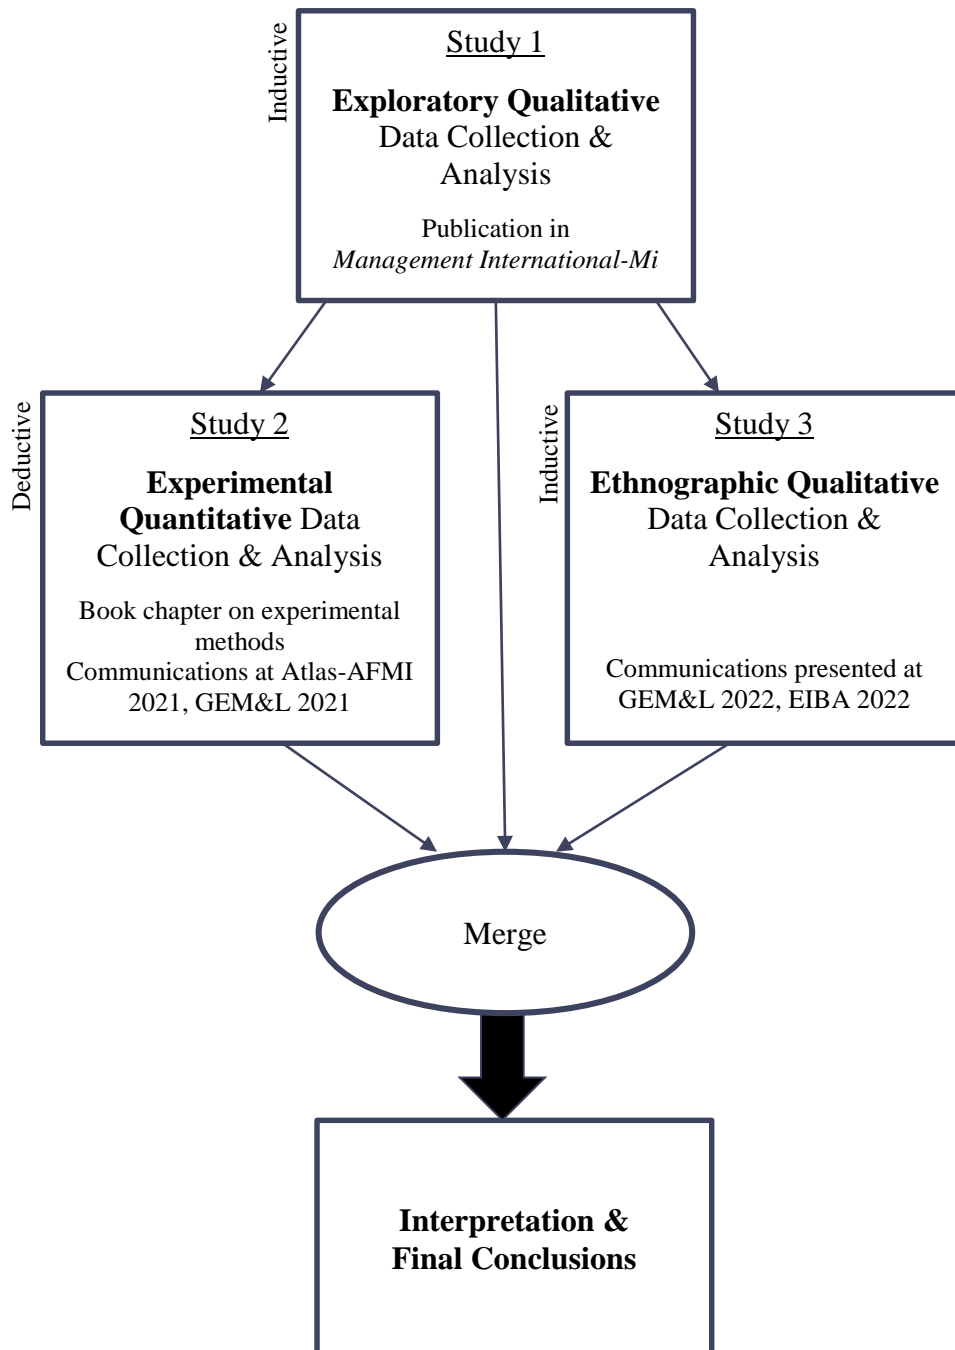 Inductive
Study 1
Exploratory Qualitative
Data Collection &
Analysis
Publication in
Management International-Mi
Deductive
Study 2
Experimental
Quantitative Data
Collection & Analysis
Book chapter on experimental
methods
Communications at Atlas-AFMI
2021, GEM&L 2021
Inductive
Study 3
Ethnographic Qualitative
Data Collection &
Analysis
Communications presented at
GEM&L 2022, EIBA 2022
Merge
Interpretation &
Final Conclusions